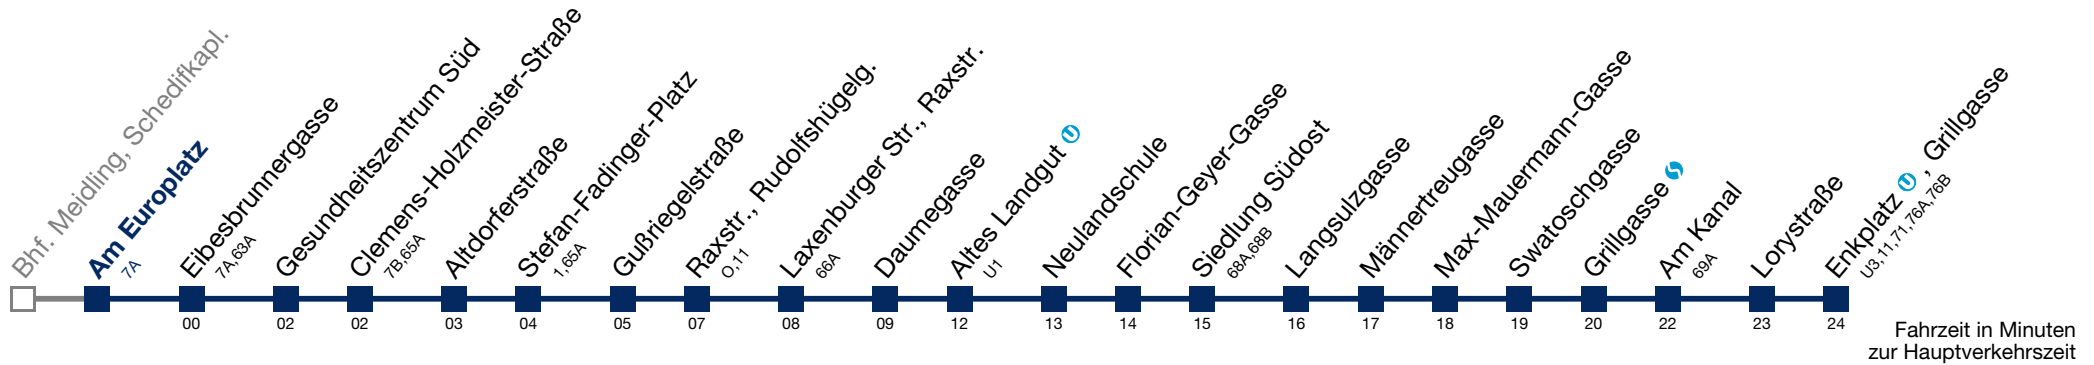 Bhf. Meidling, Schedifkapl.
Am Europlatz
7A
Eibesbrunnergasse
7A,63A
Gesundheitszentrum Süd
Clemens-Holzmeister-Straße
7B,65A
Altdorferstraße
Stefan-Fadinger-Platz
1,65A
Gußriegelstraße
Raxstr., Rudolfshügelg.
O,11
Laxenburger Str., Raxstr.
66A
Daumegasse
Altes Landgut U
U1
Neulandschule
Florian-Geyer-Gasse
Siedlung Südost
68A,68B
Langsulzgasse
Männertreugasse
Max-Mauermann-Gasse
Swatoschgasse
Grillgasse
Am Kanal
69A
Lorystraße
Enkplatz U, Grillgasse
U3,11,71,76A,76B
00 02 02 03 04 05 07 08 09 12 13 14 15 16 17 18 19 20 22 23 24
Fahrzeit in Minuten
zur Hauptverkehrszeit